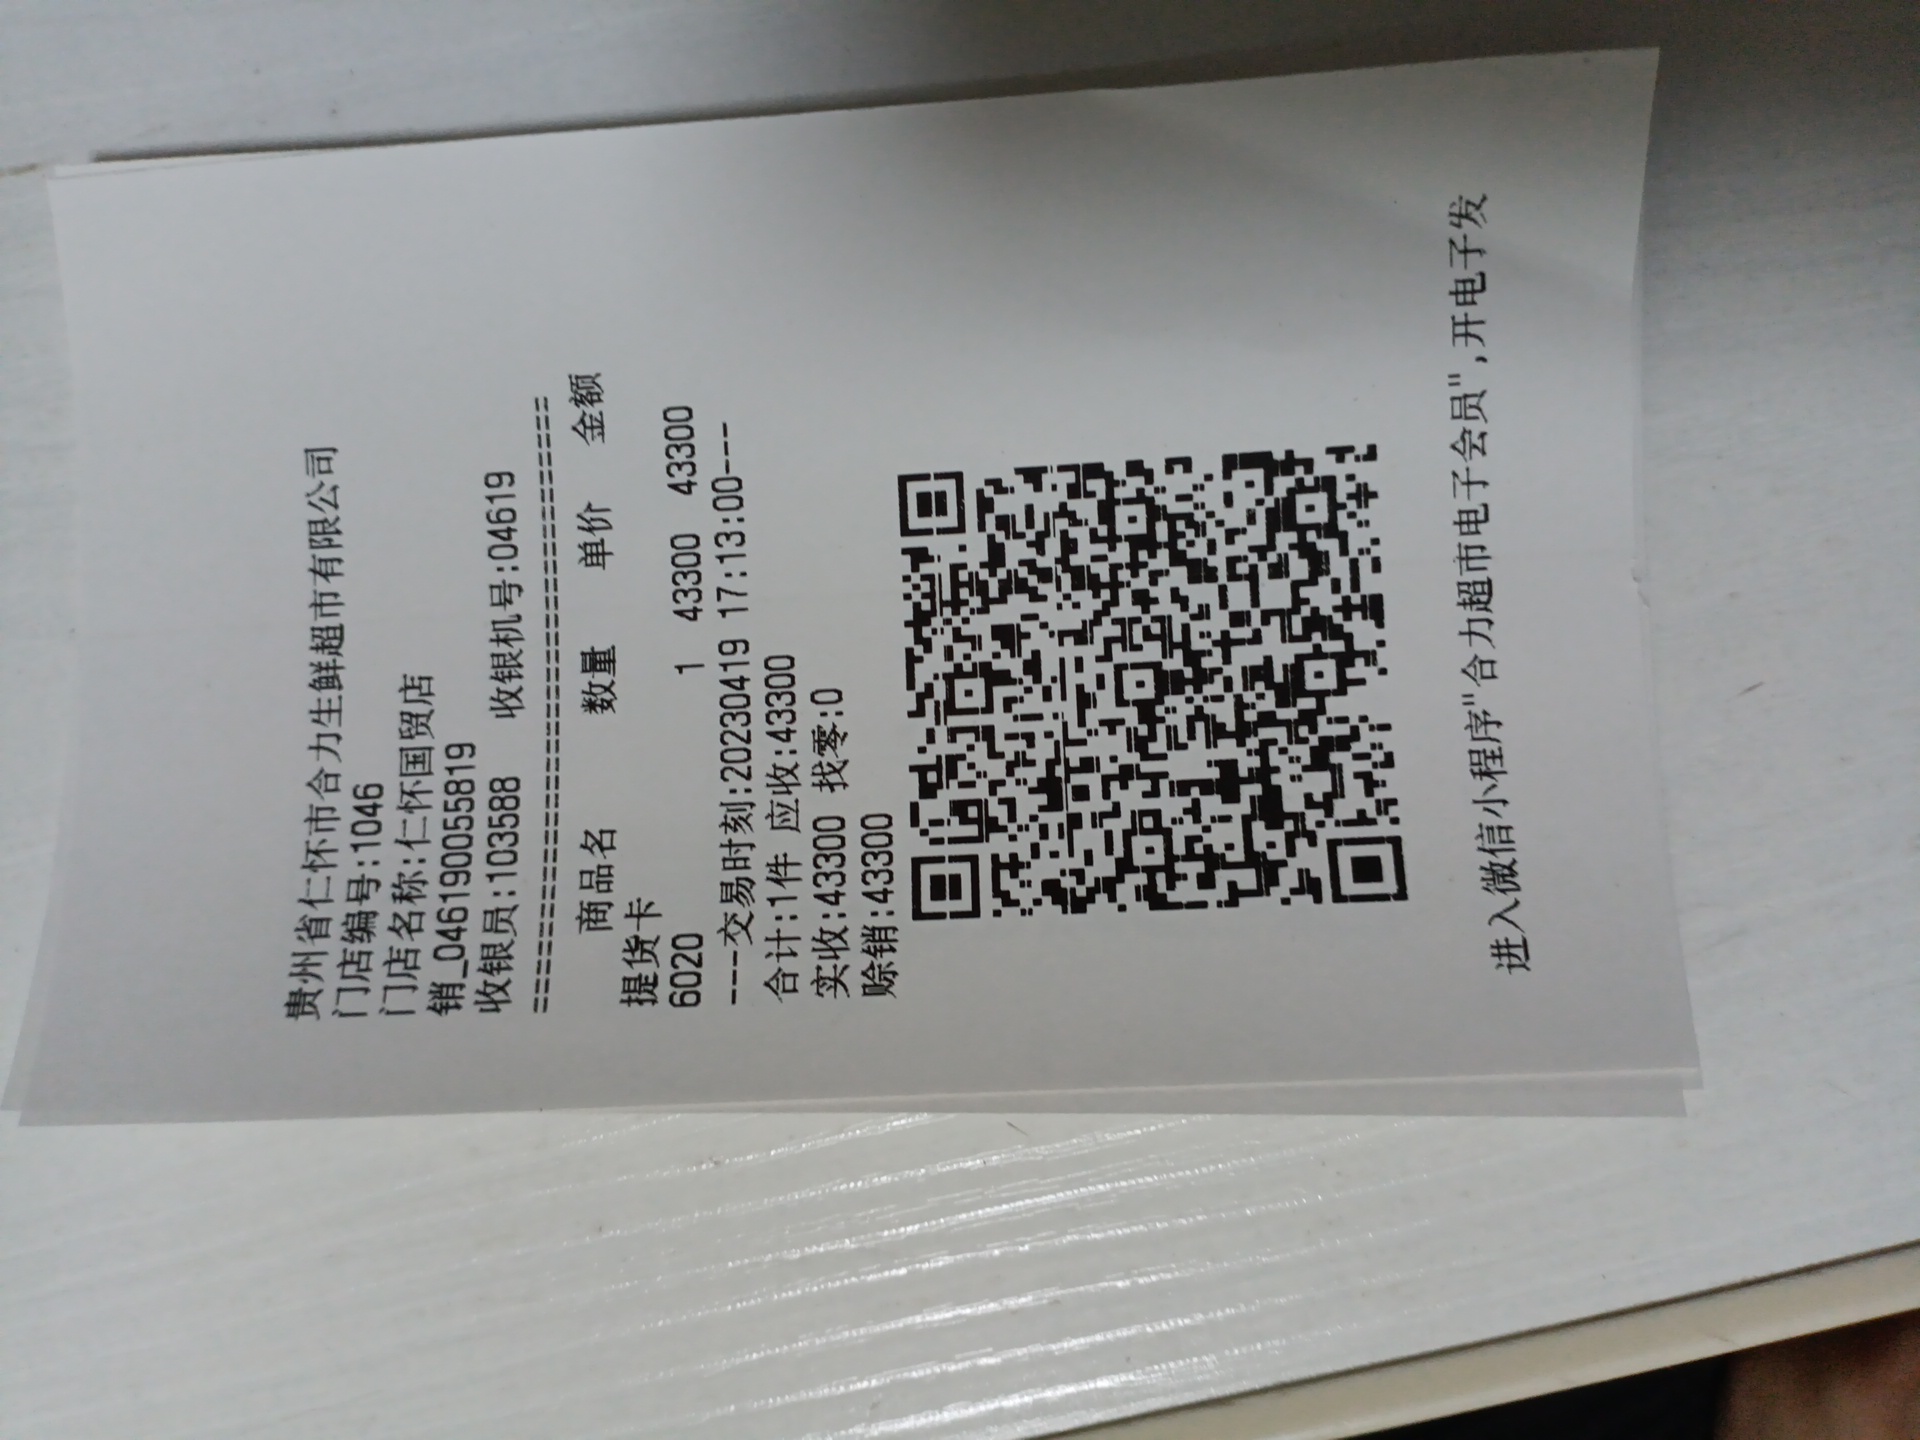 贵州省仁怀市合力生鲜超市有限公司
门店编号:1046
门店名称:仁怀国贸店
销_046190055819
收银员:103588 收银机号:04619
==========================================
商品名 数量 单价 金额
提货卡
6020 1 43300 43300
---交易时刻:20230419 17:13:00---
合计:1件 应收:43300
实收:43300 找零:0
赊销:43300
进入微信小程序"合力超市电子会员",开电子发